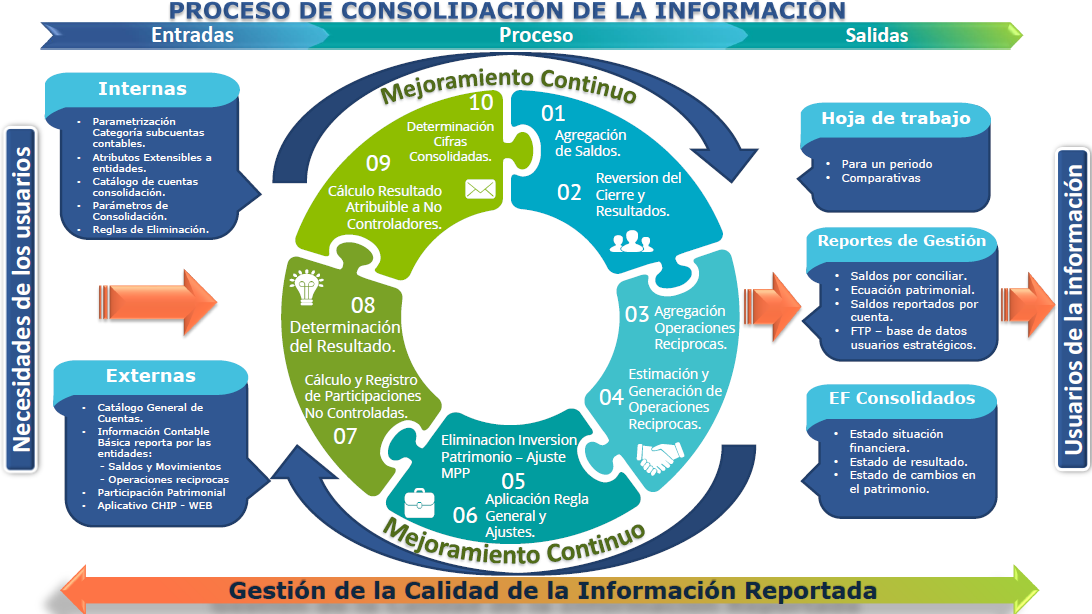 PROCESO DE CONSOLIDACIÓN DE LA INFORMACIÓN
Entradas
Proceso
Salidas
Necesidades de los usuarios
Internas
• Parametrización
Categoría subcuentas
contables.
• Atributos Extensibles a
entidades.
• Catálogo de cuentas
consolidación.
• Parámetros de
Consolidación.
• Reglas de Eliminación.
Externas
• Catálogo General de
Cuentas.
• Información Contable
Básica reporta por las
entidades:
- Saldos y Movimientos
- Operaciones reciprocas
• Participación Patrimonial
• Aplicativo CHIP - WEB
Mejoramiento Continuo
01
Agregación
de Saldos.
02
Reversion del
Cierre y
Resultados.
03
Agregación
Operaciones
Reciprocas.
04
Estimación y
Generación de
Operaciones
Reciprocas.
Eliminacion Inversion
Patrimonio – Ajuste
MPP
05
06
Aplicación Regla
General y
Ajustes.
Cálculo y Registro
de Participaciones
No Controladas.
07
08
Determinación
del Resultado.
09
Cálculo Resultado
Atribuible a No
Controladores.
10
Determinación
Cifras
Consolidadas.
Mejoramiento Continuo
Hoja de trabajo
• Para un periodo
• Comparativas
Reportes de Gestión
• Saldos por conciliar.
• Ecuación patrimonial.
• Saldos reportados por
cuenta.
• FTP – base de datos
usuarios estratégicos.
EF Consolidados
• Estado situación
financiera.
• Estado de resultado.
• Estado de cambios en
el patrimonio.
Usuarios de la información
Gestión de la Calidad de la Información Reportada